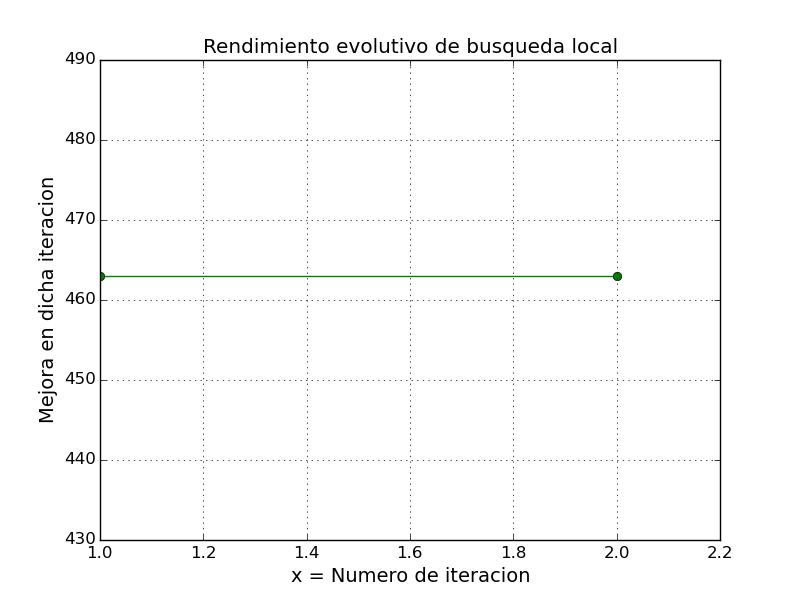 Rendimiento evolutivo de busqueda local
490
480
470
460
450
440
430
Mejora en dicha iteracion
1.0 1.2 1.4 1.6 1.8 2.0 2.2
x = Numero de iteracion